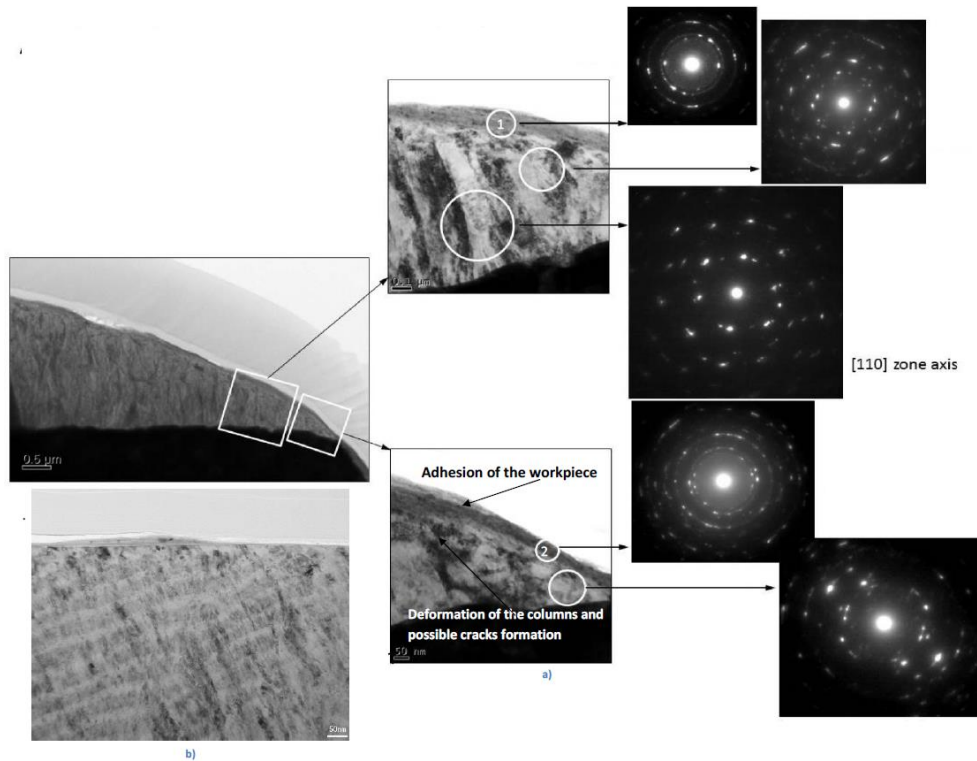 1
0.1 µm
[110] zone axis
0.5 µm
Adhesion of the workpiece
2
Deformation of the columns and
possible cracks formation
50 nm
a)
50nm
b)